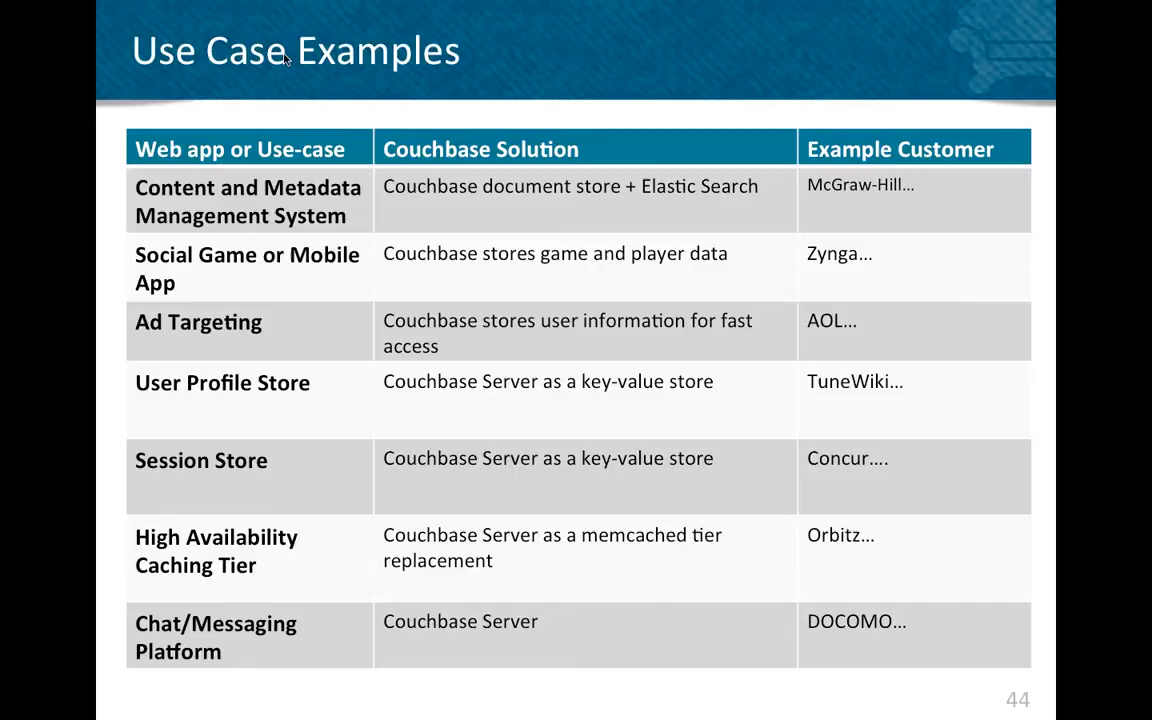 Use Case Examples
Web app or Use-case
Couchbase Solution
Example Customer
Content and Metadata
Management System
Couchbase document store + Elastic Search
McGraw-Hill…
Social Game or Mobile
App
Couchbase stores game and player data
Zynga…
Ad Targeting
Couchbase stores user information for fast
access
AOL…
User Profile Store
Couchbase Server as a key-value store
TuneWiki…
Session Store
Couchbase Server as a key-value store
Concur….
High Availability
Caching Tier
Couchbase Server as a memcached tier
replacement
Orbitz…
Chat/Messaging
Platform
Couchbase Server
DOCOMO…
44